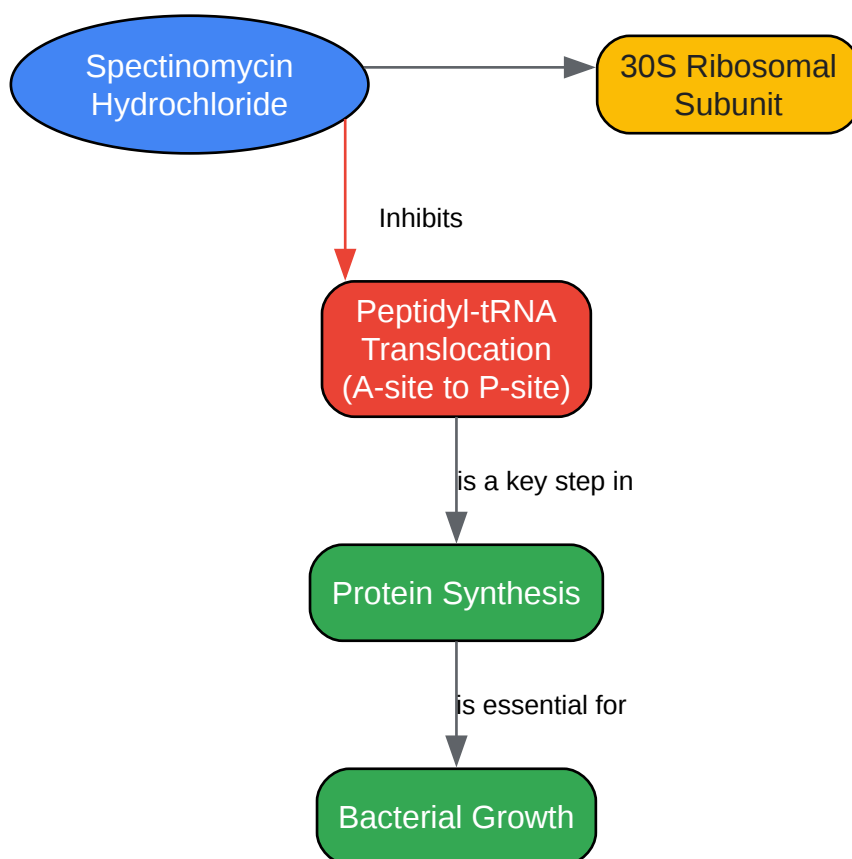 Spectinomycin
Hydrochloride
30S Ribosomal
Subunit
Inhibits
Peptidyl-tRNA
Translocation
(A-site to P-site)
is a key step in
Protein Synthesis
is essential for
Bacterial Growth